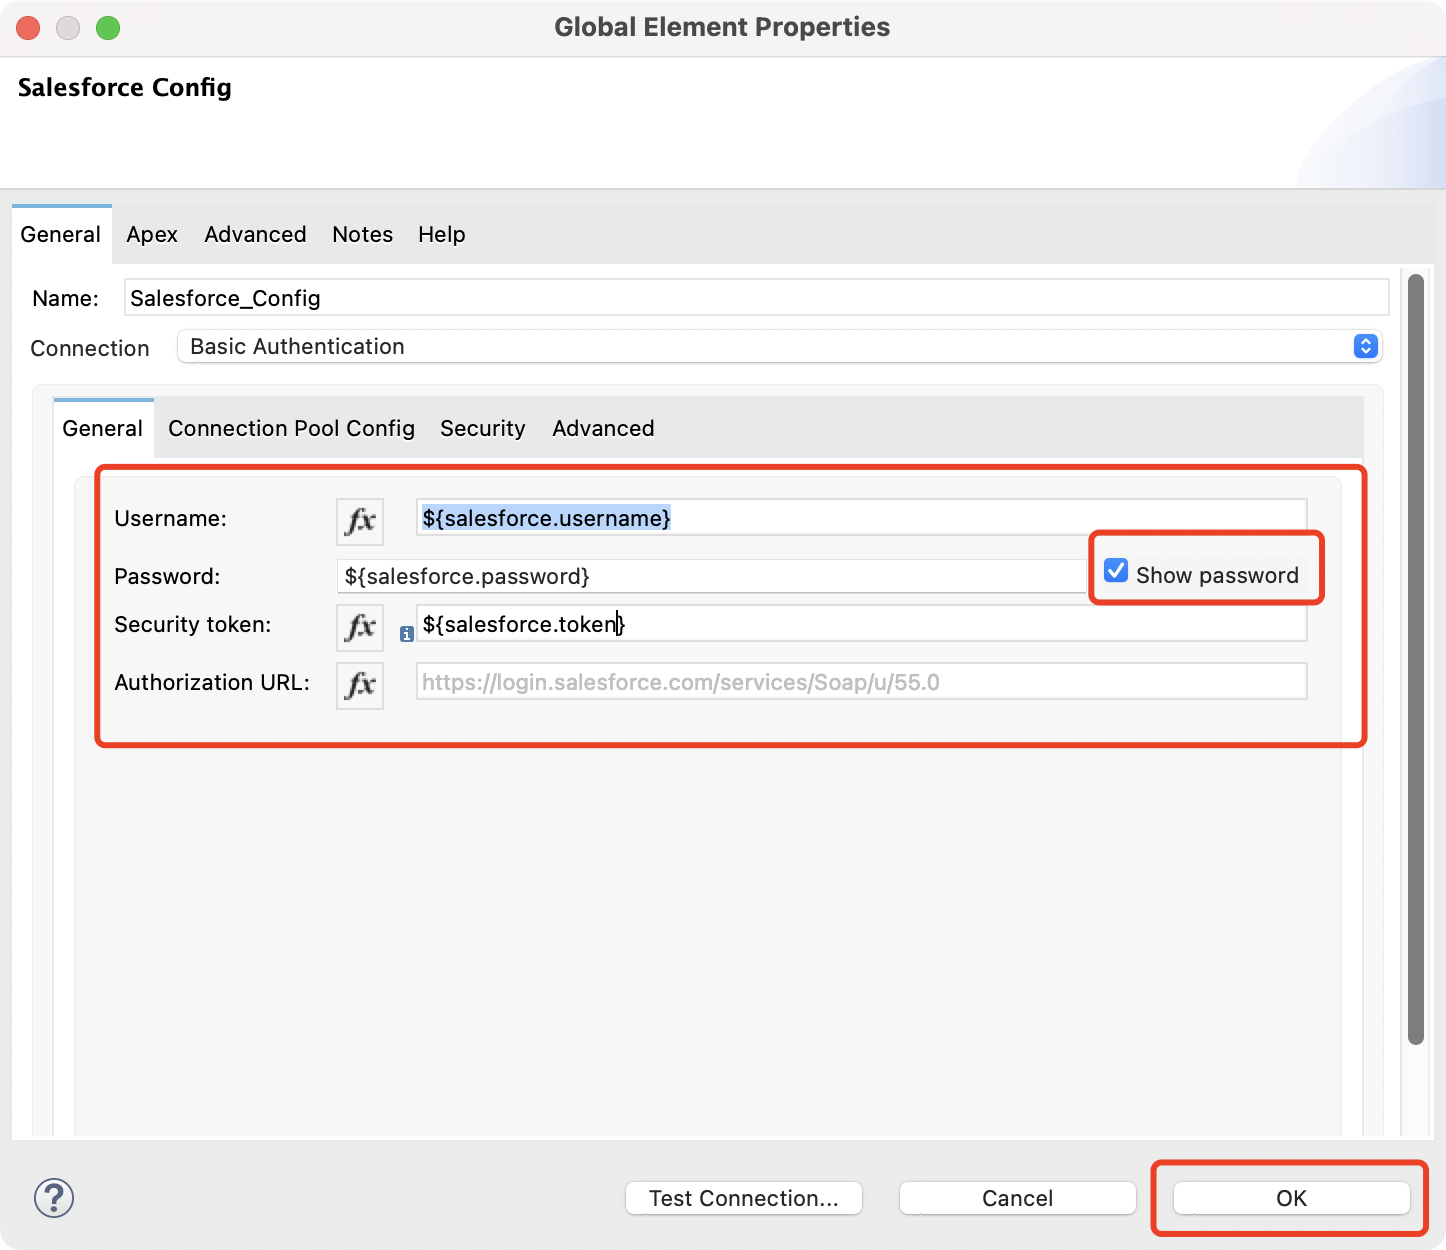 Global Element Properties
Salesforce Config
General Apex Advanced Notes Help
Name: Salesforce_Config
Connection Basic Authentication
General Connection Pool Config Security Advanced
Username: fx ${salesforce.username}
Password: ${salesforce.password} Show password
Security token: fx i ${salesforce.token}
Authorization URL: fx https://login.salesforce.com/services/Soap/u/55.0
? Test Connection... Cancel OK